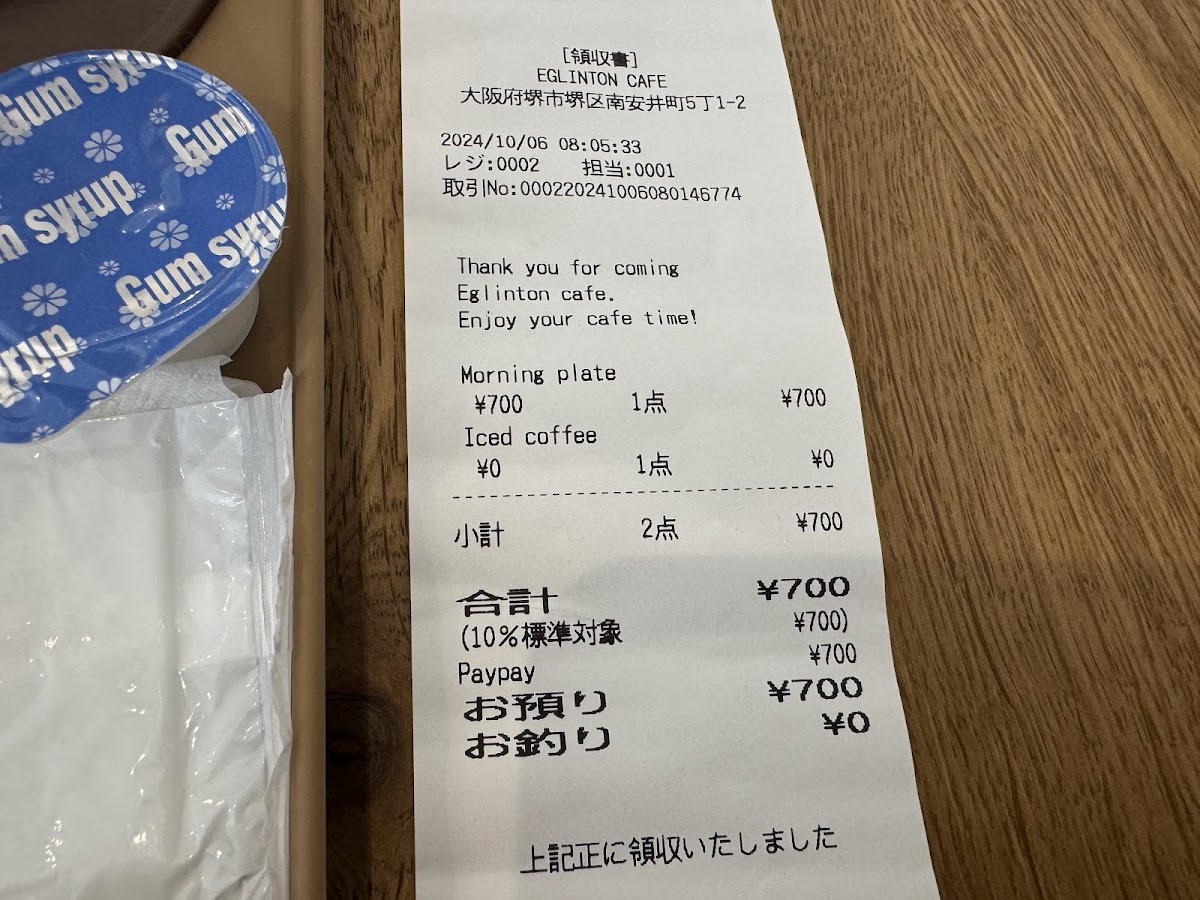 Gum syrup
Gum
Gum syrup
syrup
[領収書]
EGLINTON CAFE
大阪府堺市堺区南安井町5丁1-2
2024/10/06 08:05:33
レジ:0002 担当:0001
取引No:000220241006080146774
Thank you for coming
Eglinton cafe.
Enjoy your cafe time!
Morning plate
¥700 1点 ¥700
Iced coffee
¥0 1点 ¥0
小計 2点 ¥700
合計 ¥700
(10%標準対象 ¥700)
Paypay ¥700
お預り ¥700
お釣り ¥0
上記正に領収いたしました